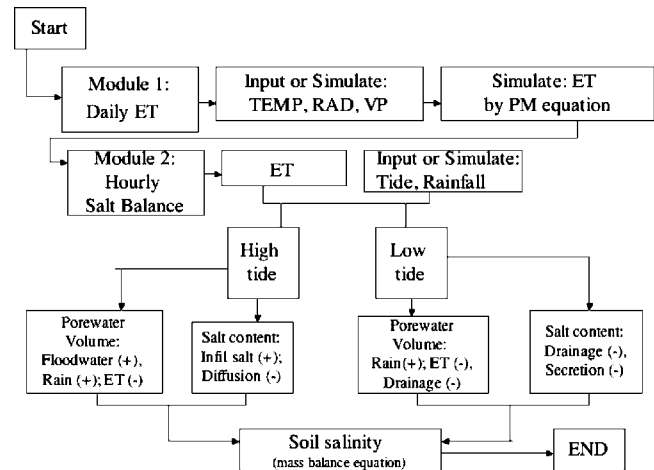 Start
Module 1:
Daily ET
Input or Simulate:
TEMP, RAD, VP
Simulate: ET
by PM equation
Module 2:
Hourly
Salt Balance
ET
Input or Simulate:
Tide, Rainfall
High
tide
Low
tide
Porewater
Volume:
Floodwater (+),
Rain (+); ET (-)
Salt content:
Infil salt (+);
Diffusion (-)
Porewater
Volume:
Rain(+); ET (-),
Drainage (-)
Salt content:
Drainage (-),
Secretion (-)
Soil salinity
(mass balance equation)
END